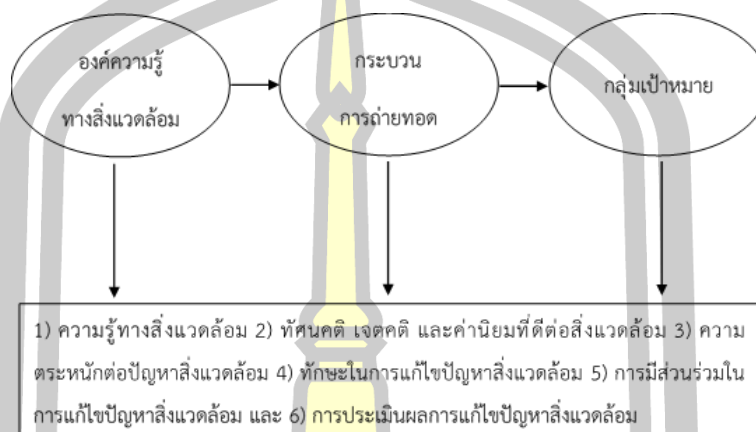 องค์ความรู้
ทางสิ่งแวดล้อม
กระบวน
การถ่ายทอด
กลุ่มเป้าหมาย
1) ความรู้ทางสิ่งแวดล้อม 2) ทัศนคติ เจตคติ และค่านิยมที่ดีต่อสิ่งแวดล้อม 3) ความ
ตระหนักต่อปัญหาสิ่งแวดล้อม 4) ทักษะในการแก้ไขปัญหาสิ่งแวดล้อม 5) การมีส่วนร่วมใน
การแก้ไขปัญหาสิ่งแวดล้อม และ 6) การประเมินผลการแก้ไขปัญหาสิ่งแวดล้อม